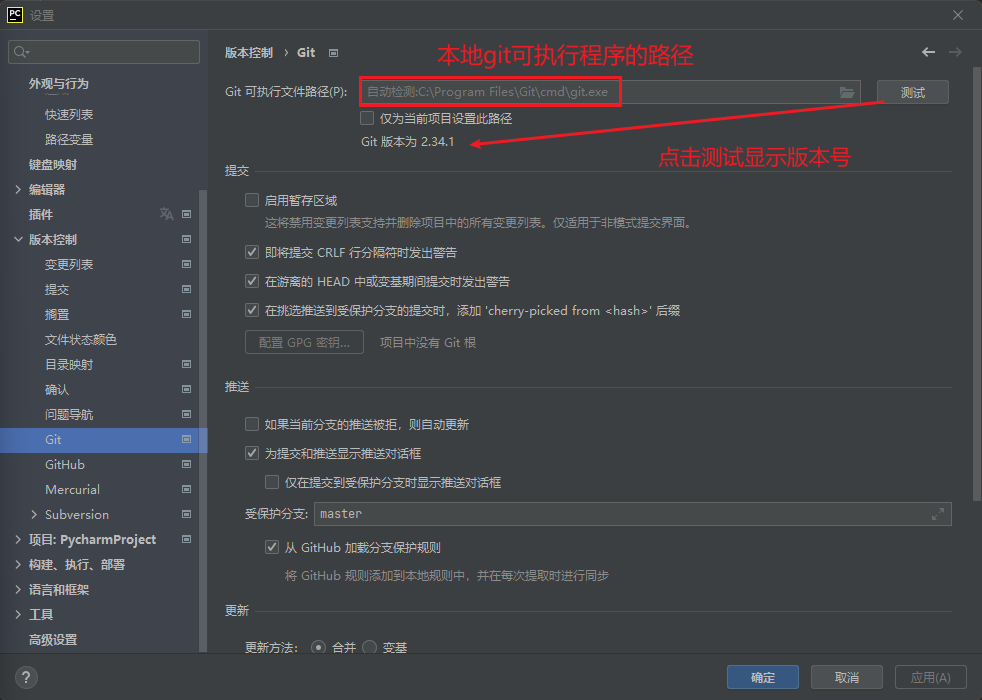 PC 设置
外观与行为
快速列表
路径变量
键盘映射
编辑器
插件
版本控制
变更列表
提交
搁置
文件状态颜色
目录映射
确认
问题导航
Git
GitHub
Mercurial
Subversion
项目: PycharmProject
构建、执行、部署
语言和框架
工具
高级设置
版本控制 › Git
本地git可执行程序的路径
Git 可执行文件路径(P): 自动检测:C:\Program Files\Git\cmd\git.exe 测试
仅为当前项目设置此路径
Git 版本为 2.34.1
点击测试显示版本号
提交
启用暂存区域
这将禁用变更列表支持并删除项目中的所有变更列表。仅适用于非模式提交界面。
即将提交 CRLF 行分隔符时发出警告
在游离的 HEAD 中或变基期间提交时发出警告
在挑选推送到受保护分支的提交时，添加 'cherry-picked from <hash>' 后缀
配置 GPG 密钥... 项目中没有 Git 根
推送
如果当前分支的推送被拒，则自动更新
为提交和推送显示推送对话框
仅在提交到受保护分支时显示推送对话框
受保护分支: master
从 GitHub 加载分支保护规则
将 GitHub 规则添加到本地规则中，并在每次提取时进行同步
更新
更新方法: 合并 变基
? 确定 取消 应用(A)